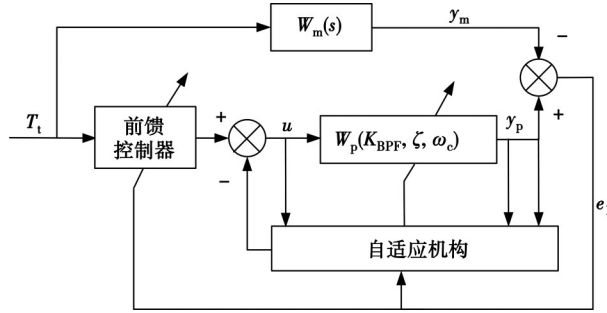 W_m(s)
y_m
−
T_t
前馈
控制器
+
−
u
W_p(K_BPF, ζ, ω_c)
y_p
+
e
自适应机构